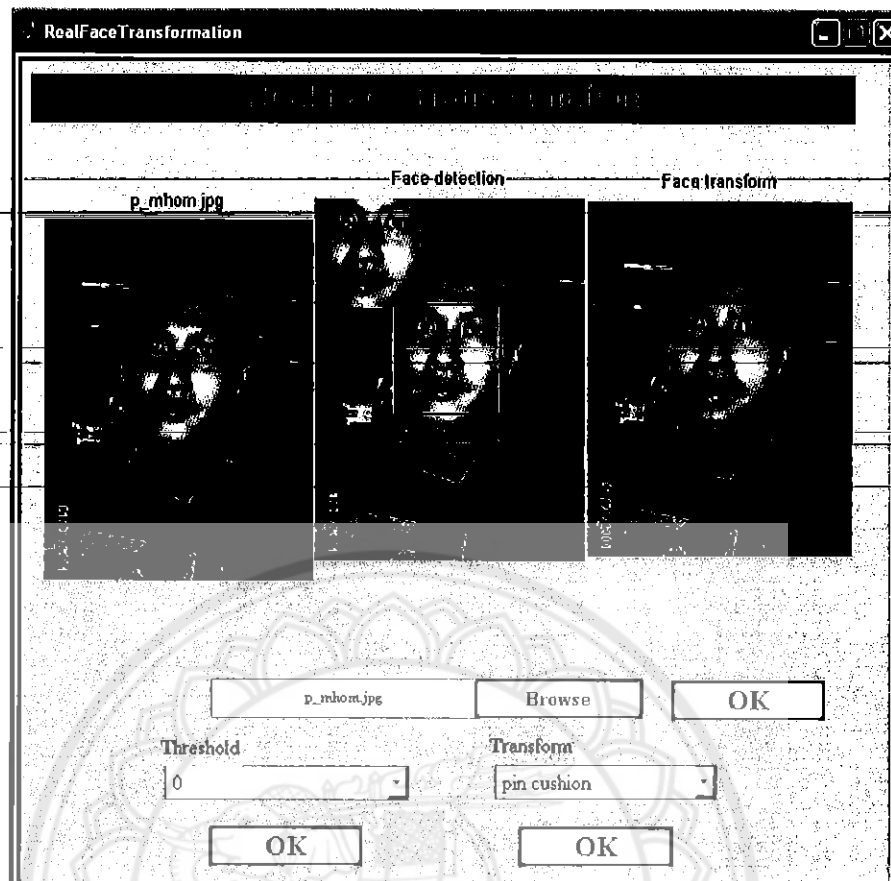 RealFaceTransformation
p_mhom.jpg
Face detection
Face transform
p_mhom.jpg
Browse
OK
Threshold
Transform
0
pin cushion
OK
OK